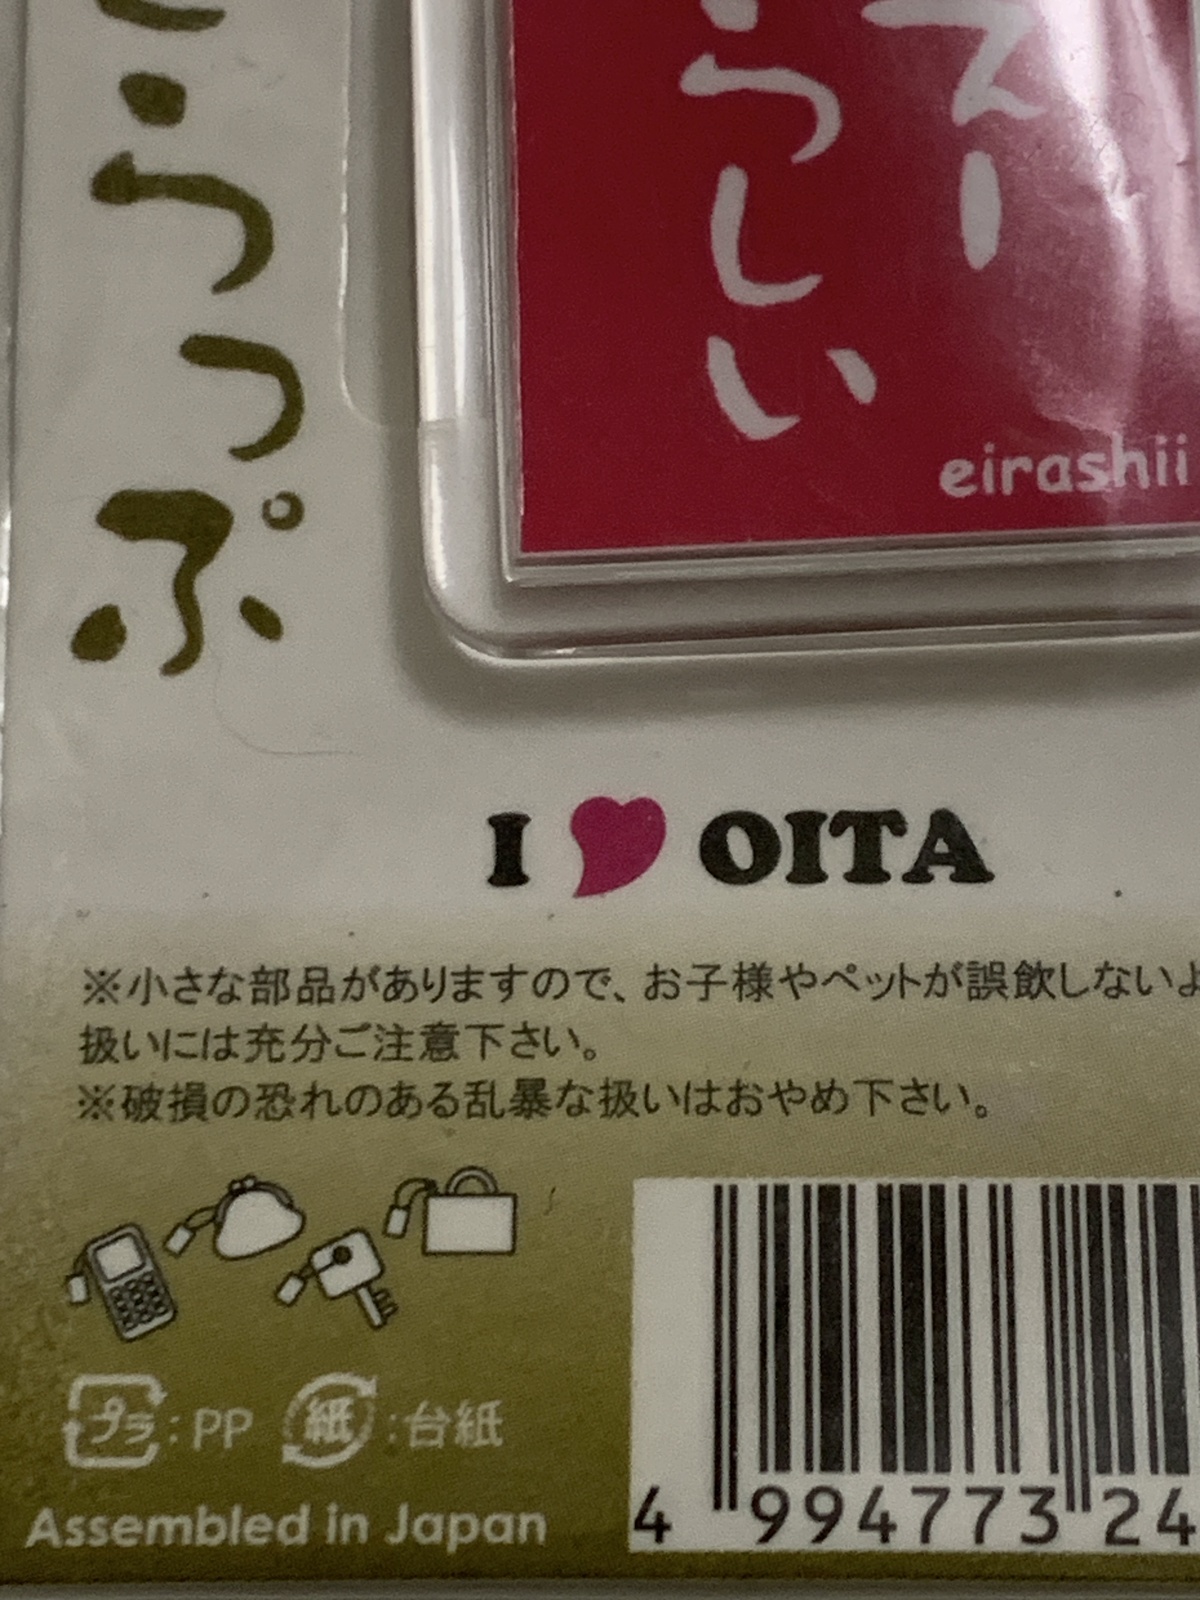 らっぷ
えー
らしい
eirashii
I OITA
※小さな部品がありますので、お子様やペットが誤飲しないよ
扱いには充分ご注意下さい。
※破損の恐れのある乱暴な扱いはおやめ下さい。
プラ:PP 紙:台紙
Assembled in Japan
4 994773 24